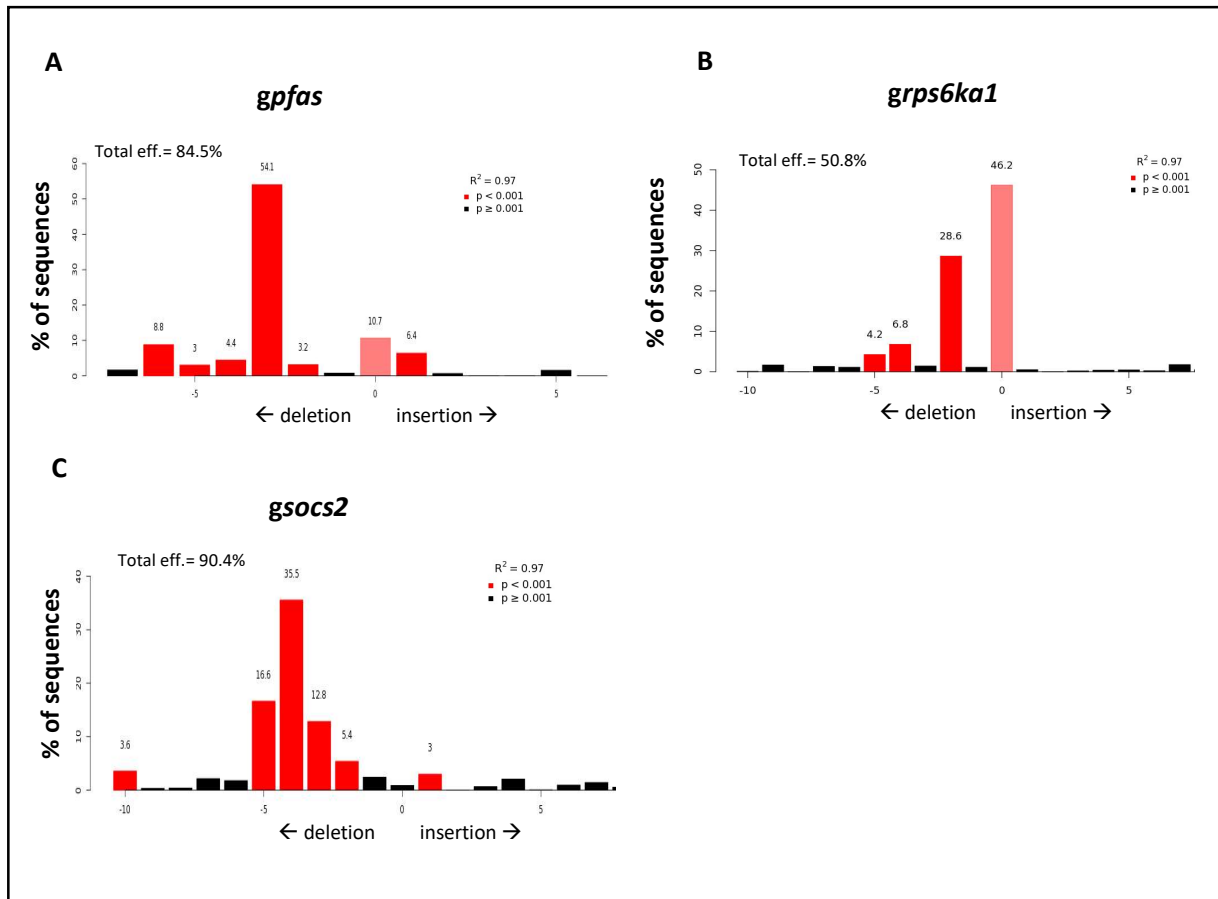 A
gpfas
Total eff.= 84.5%
% of sequences
60
50
40
30
20
10
0
8.8
3
4.4
54.1
3.2
10.7
6.4
R² = 0.97
p < 0.001
p ≥ 0.001
-5
0
5
← deletion
insertion →
B
grps6ka1
Total eff.= 50.8%
% of sequences
50
40
30
20
10
0
4.2
6.8
28.6
46.2
R² = 0.97
p < 0.001
p ≥ 0.001
-10
-5
0
5
← deletion
insertion →
C
gsocs2
Total eff.= 90.4%
% of sequences
40
30
20
10
0
3.6
16.6
35.5
12.8
5.4
3
R² = 0.97
p < 0.001
p ≥ 0.001
-10
-5
0
5
← deletion
insertion →